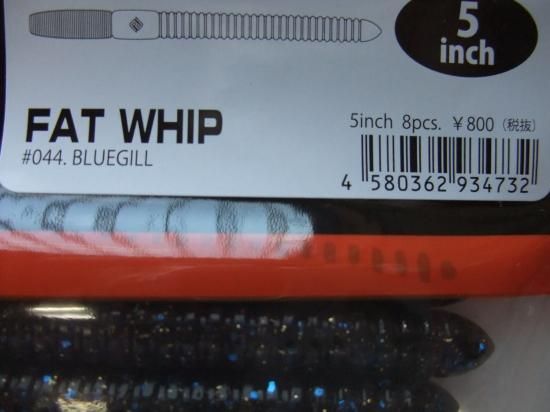 5
inch
FAT WHIP
#044. BLUEGILL
5inch 8pcs. ¥800 (税抜)
4 580362 934732